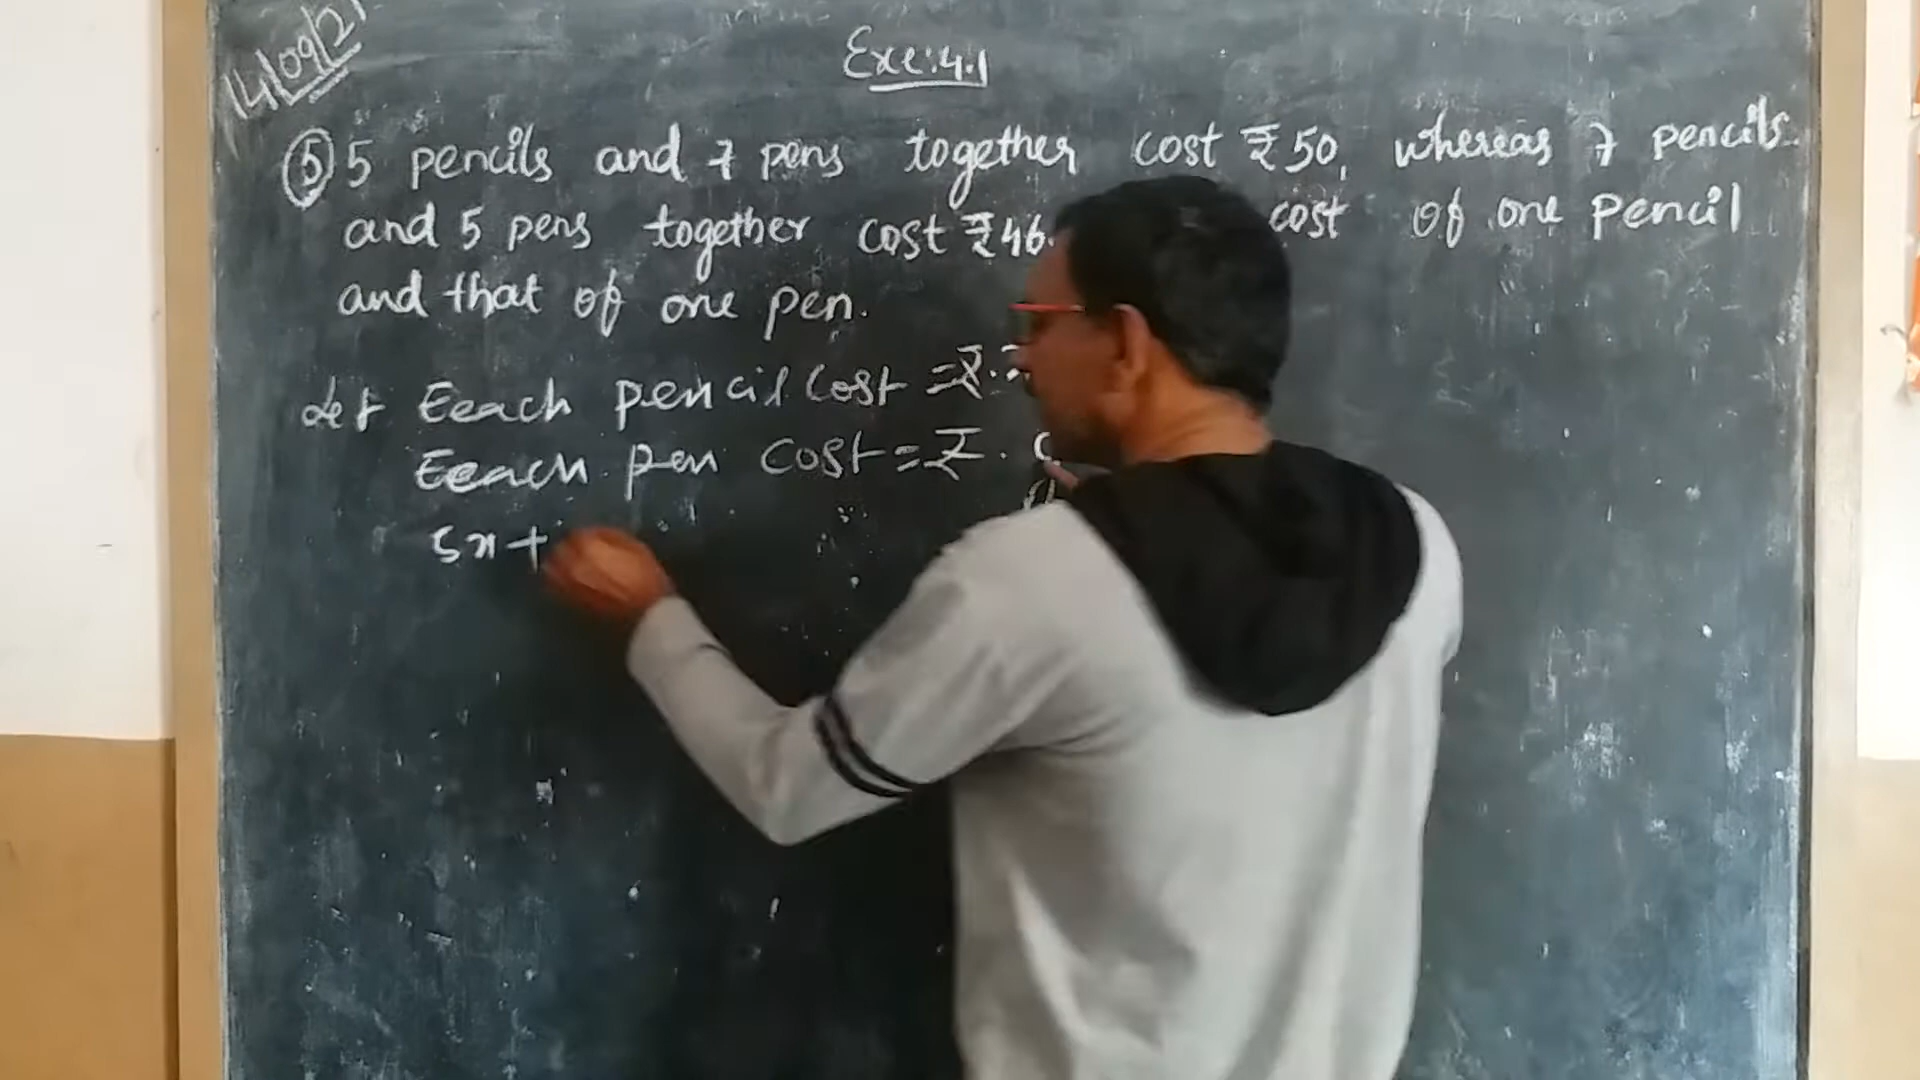 14/09/21
Exe:4.1
⑤ 5 pencils and 7 pens together cost ₹50, whereas 7 pencils
and 5 pens together cost ₹46. cost of one pencil
and that of one pen.
Let Eeach pencil cost = ₹.
Eeach pen cost = ₹.
5x+